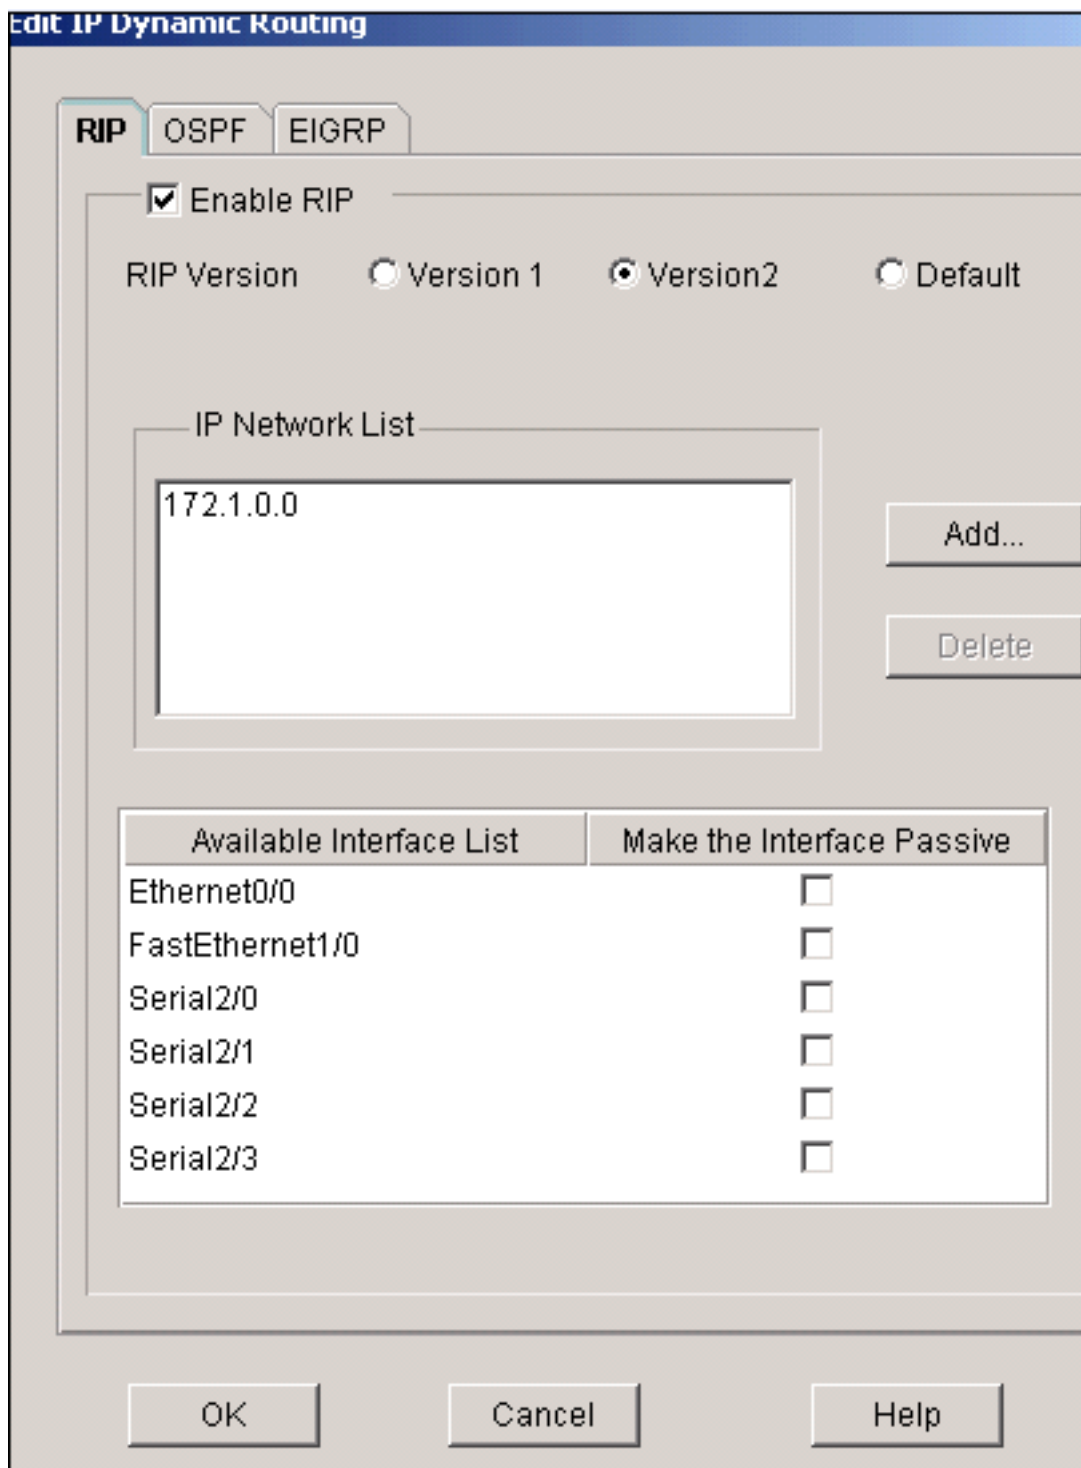 Edit IP Dynamic Routing
RIP OSPF EIGRP
Enable RIP
RIP Version Version 1 Version2 Default
IP Network List
172.1.0.0
Add...
Delete
Available Interface List Make the Interface Passive
Ethernet0/0
FastEthernet1/0
Serial2/0
Serial2/1
Serial2/2
Serial2/3
OK Cancel Help